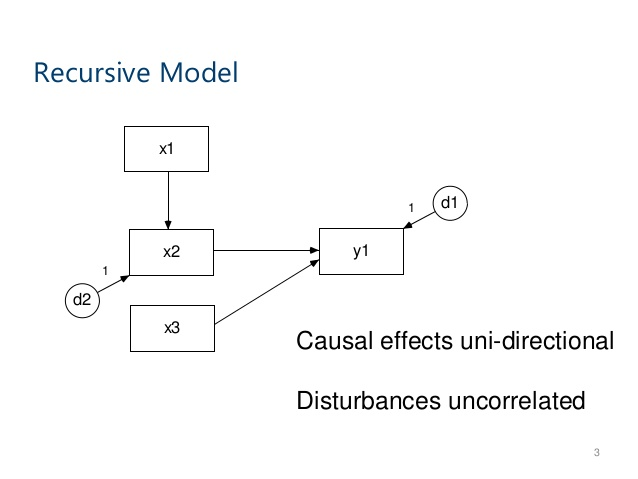 Recursive Model
x1
1
d1
x2
y1
1
d2
x3
Causal effects uni-directional
Disturbances uncorrelated
3